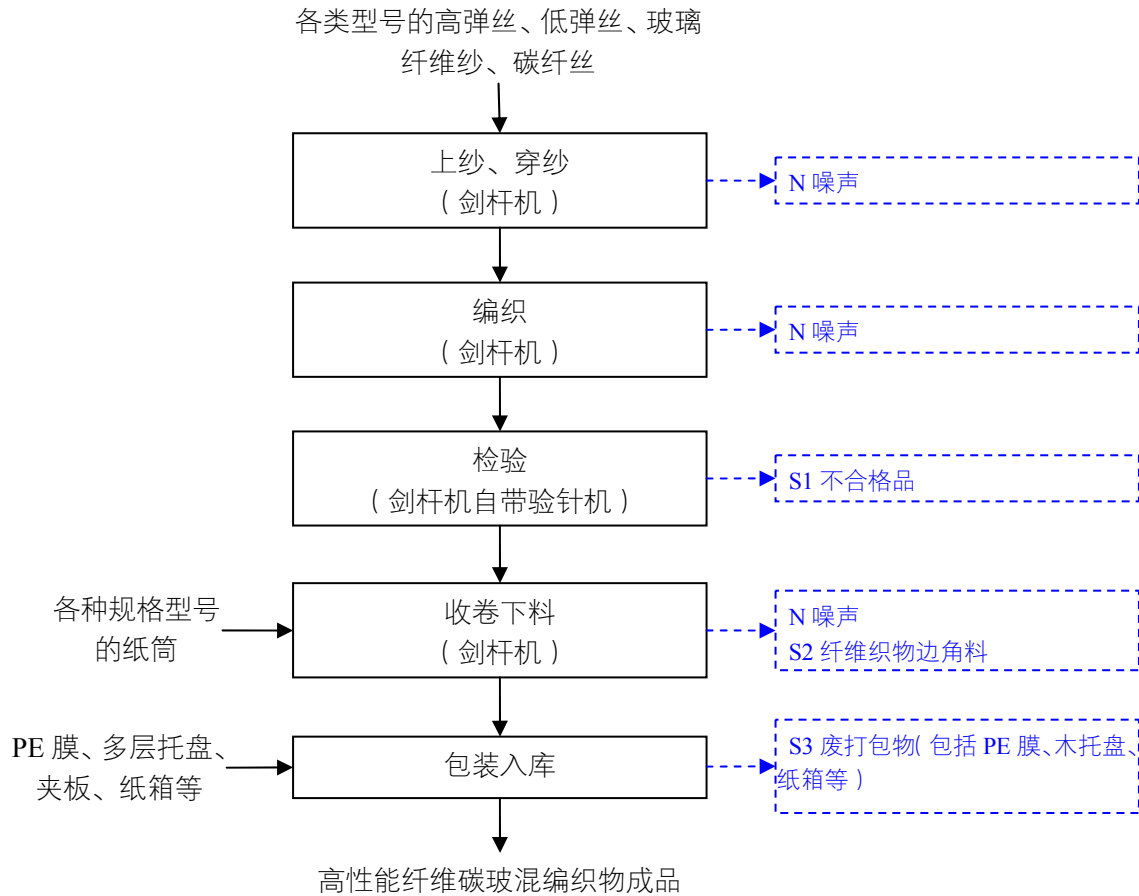 各类型号的高弹丝、低弹丝、玻璃
纤维纱、碳纤丝
上纱、穿纱
（剑杆机）
N 噪声
编织
（剑杆机）
N 噪声
检验
（剑杆机自带验针机）
S1 不合格品
各种规格型号
的纸筒
收卷下料
（剑杆机）
N 噪声
S2 纤维织物边角料
PE 膜、多层托盘、
夹板、纸箱等
包装入库
S3 废打包物（包括 PE 膜、木托盘、
纸箱等）
高性能纤维碳玻混编织物成品